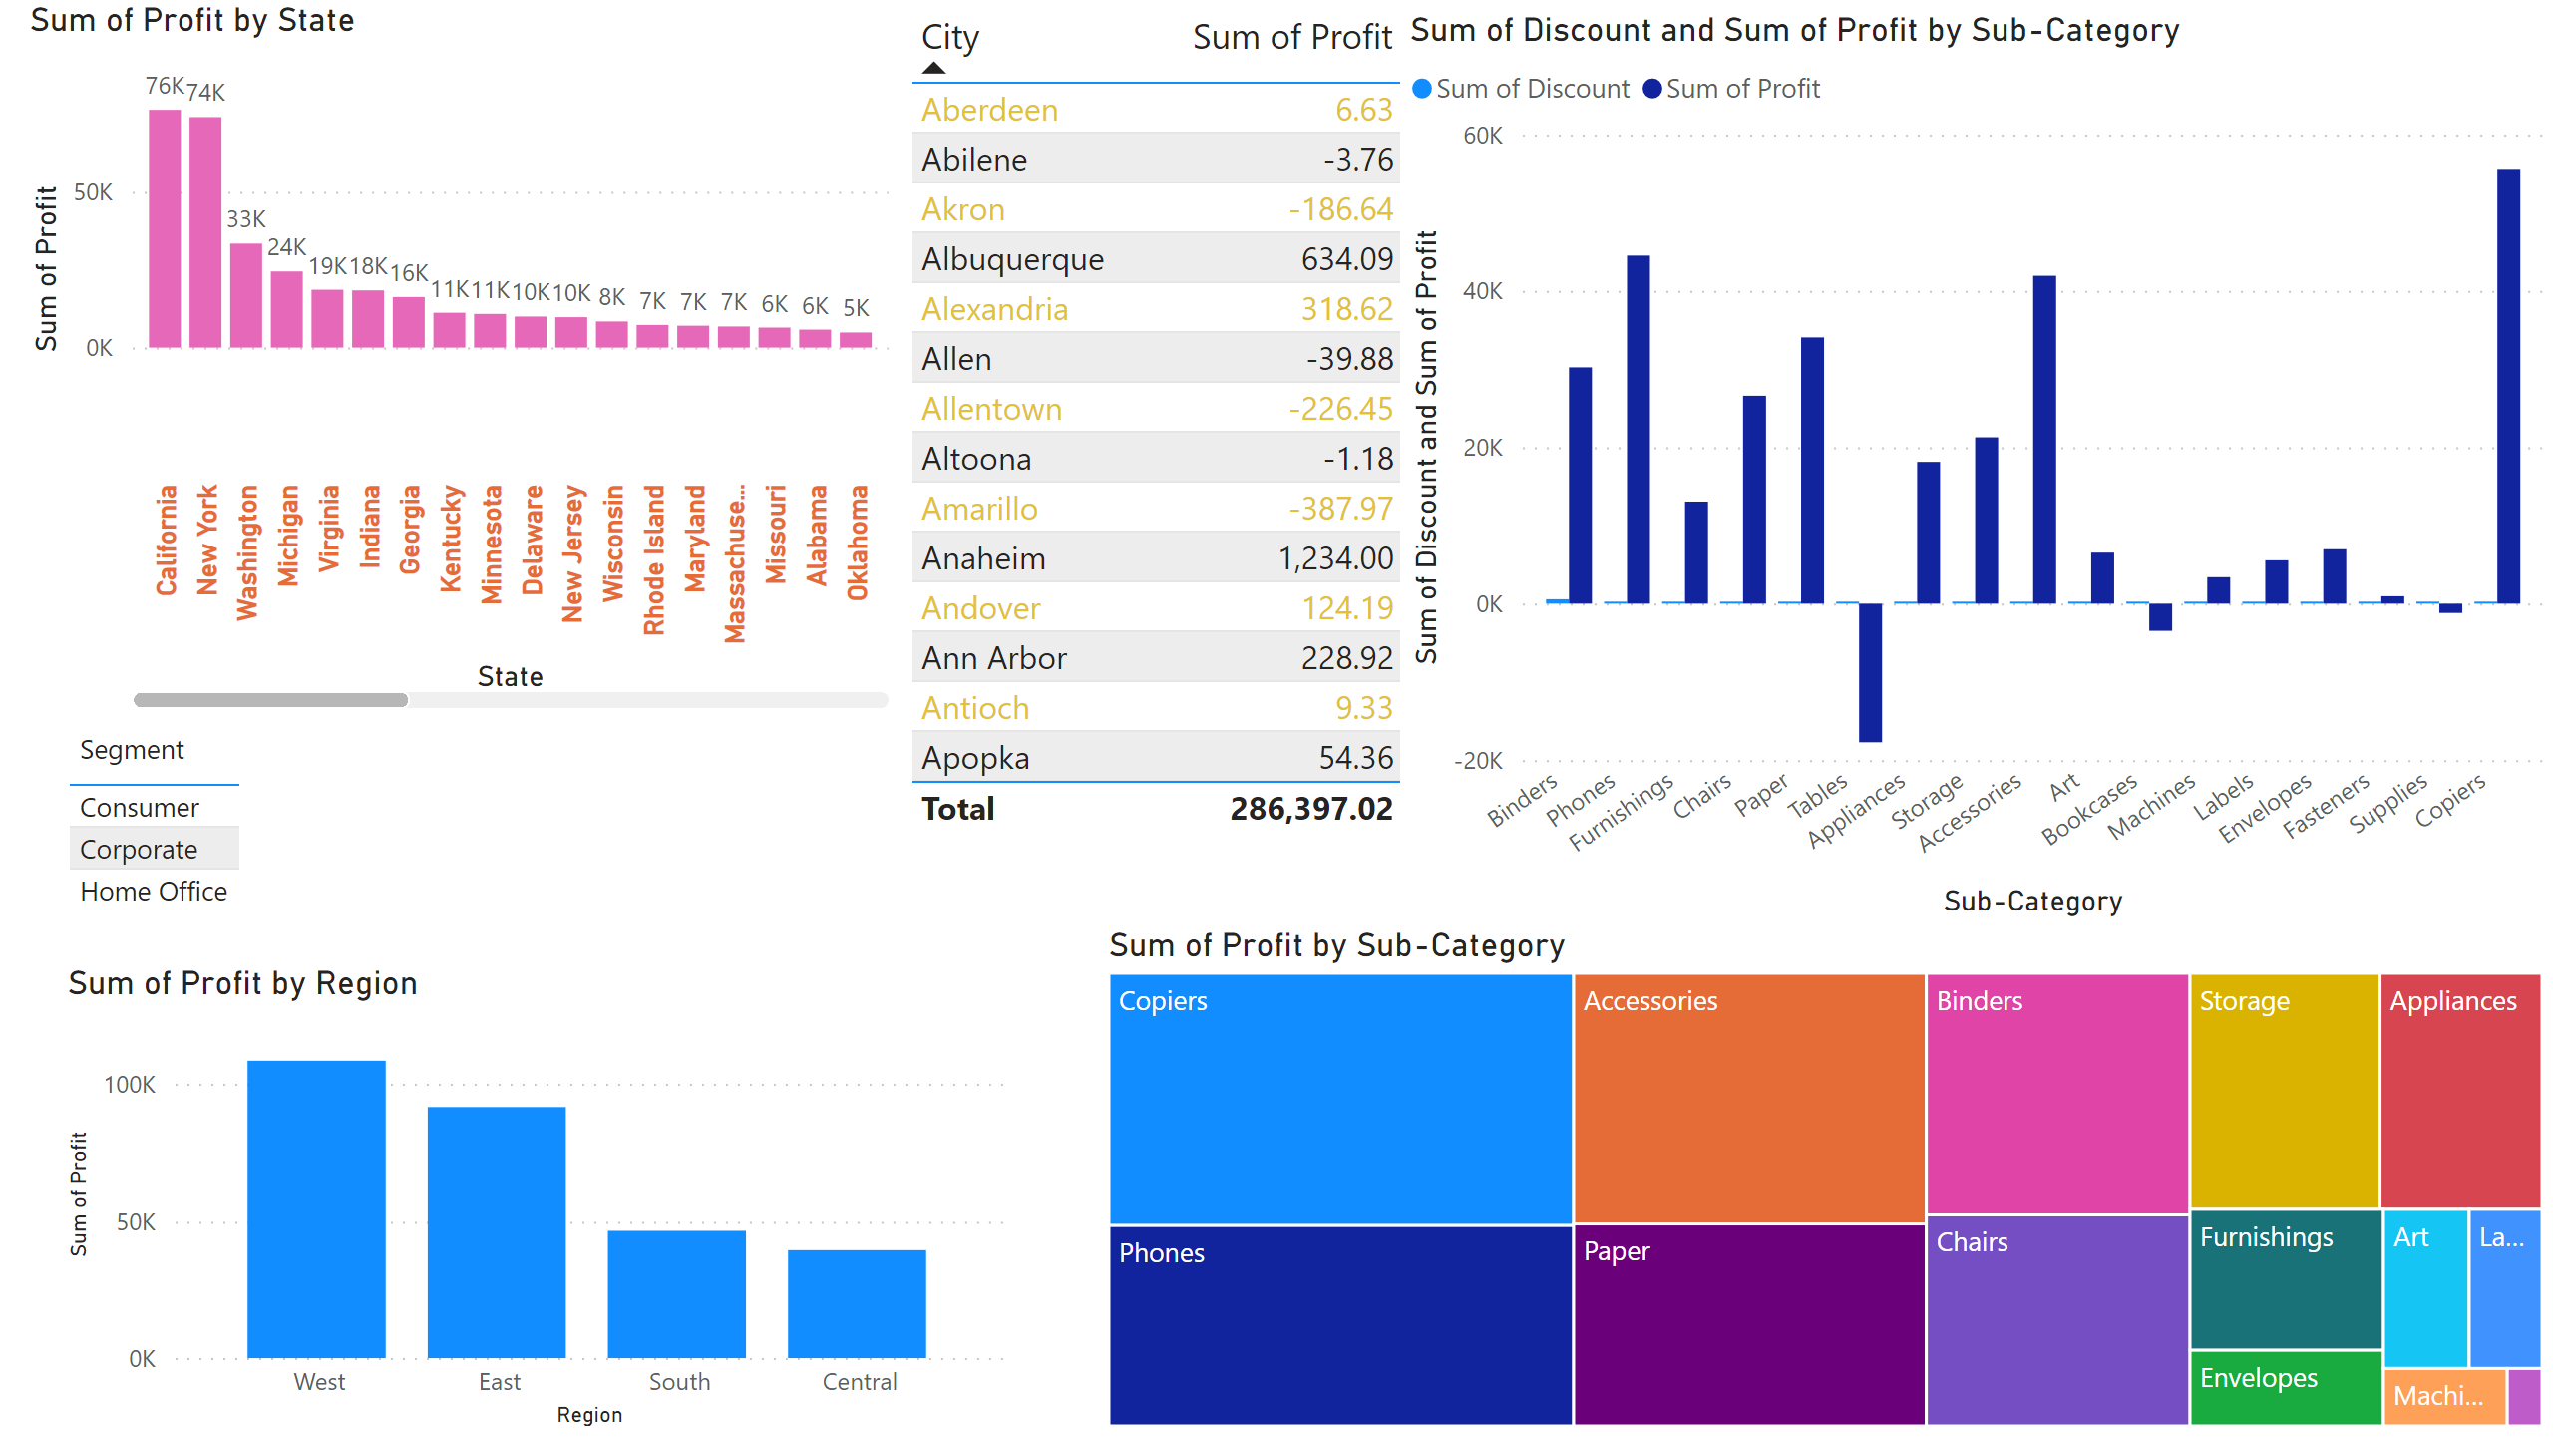 Sum of Profit by State
76K 74K 33K 24K 19K 18K 16K 11K 11K 10K 10K 8K 7K 7K 7K 6K 6K 5K
50K
0K
Sum of Profit
California
New York
Washington
Michigan
Virginia
Indiana
Georgia
Kentucky
Minnesota
Delaware
New Jersey
Wisconsin
Rhode Island
Maryland
Massachuse...
Missouri
Alabama
Oklahoma
State
City Sum of Profit
Aberdeen 6.63
Abilene -3.76
Akron -186.64
Albuquerque 634.09
Alexandria 318.62
Allen -39.88
Allentown -226.45
Altoona -1.18
Amarillo -387.97
Anaheim 1,234.00
Andover 124.19
Ann Arbor 228.92
Antioch 9.33
Apopka 54.36
Total 286,397.02
Sum of Discount and Sum of Profit by Sub-Category
Sum of Discount Sum of Profit
60K
40K
20K
0K
-20K
Sum of Discount and Sum of Profit
Binders
Phones
Furnishings
Chairs
Paper
Tables
Appliances
Storage
Accessories
Art
Bookcases
Machines
Labels
Envelopes
Fasteners
Supplies
Copiers
Sub-Category
Segment
Consumer
Corporate
Home Office
Sum of Profit by Region
100K
50K
0K
Sum of Profit
West East South Central
Region
Sum of Profit by Sub-Category
Copiers
Accessories
Binders
Storage
Appliances
Phones
Paper
Chairs
Furnishings
Art
La...
Envelopes
Machi...